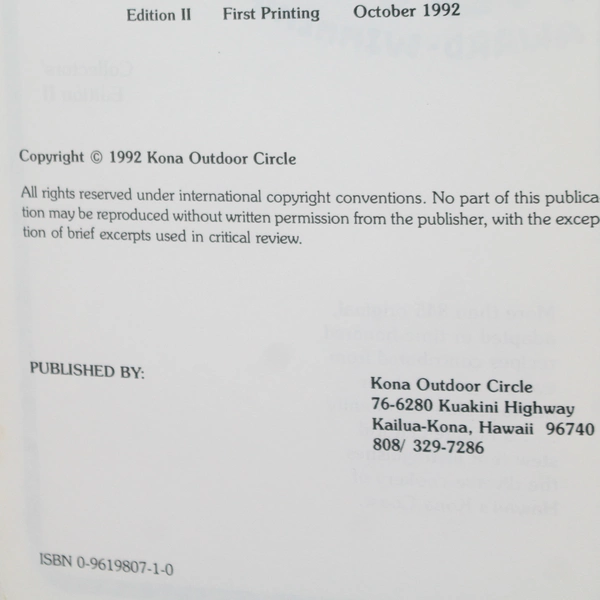 Edition II First Printing October 1992
Copyright © 1992 Kona Outdoor Circle
All rights reserved under international copyright conventions. No part of this publica
tion may be reproduced without written permission from the publisher, with the excep
tion of brief excerpts used in critical review.
PUBLISHED BY:
Kona Outdoor Circle
76-6280 Kuakini Highway
Kailua-Kona, Hawaii 96740
808/ 329-7286
ISBN 0-9619807-1-0